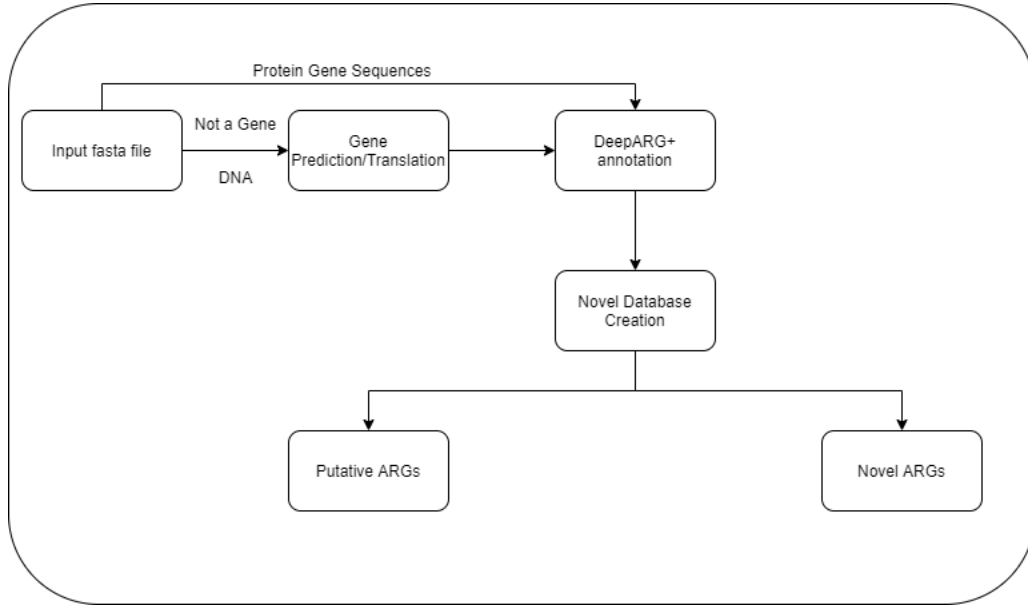 Protein Gene Sequences
Input fasta file
Not a Gene
DNA
Gene
Prediction/Translation
DeepARG+
annotation
Novel Database
Creation
Putative ARGs
Novel ARGs